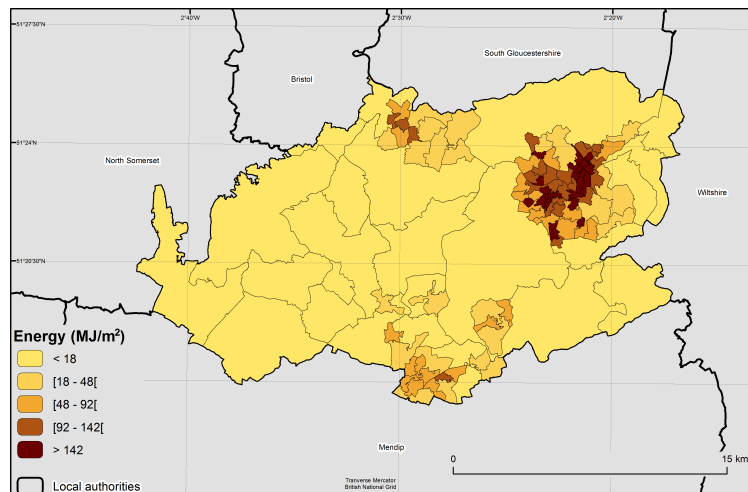 2°40'W
2°30'W
2°20'W
51°27'30"N
South Gloucestershire
Bristol
51°24'N
North Somerset
Wiltshire
51°20'30"N
Energy (MJ/m²)
< 18
[18 - 48[
[48 - 92[
[92 - 142[
> 142
Local authorities
Mendip
Tranverse Mercator
British National Grid
0
15 km